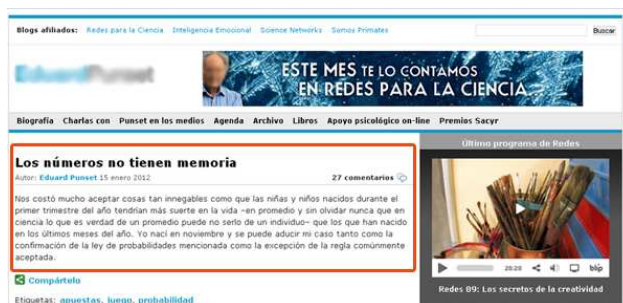 Blogs afiliados: Redes para la Ciencia Inteligencia Emocional Science Networks Somos Primates
Buscar
ESTE MES TE LO CONTAMOS
EN REDES PARA LA CIENCIA
Biografía Charlas con Punset en los medios Agenda Archivo Libros Apoyo psicológico on-line Premios Sacyr
Último programa de Redes
Los números no tienen memoria
Autor: Eduard Punset 15 enero 2012
27 comentarios
Nos costó mucho aceptar cosas tan innegables como que las niñas y niños nacidos durante el
primer trimestre del año tendrían más suerte en la vida –en promedio y sin olvidar nunca que en
ciencia lo que es verdad de un promedio puede no serlo de un individuo– que los que han nacido
en los últimos meses del año. Yo nací en noviembre y se puede aducir mi caso tanto como la
confirmación de la ley de probabilidades mencionada como la excepción de la regla comúnmente
aceptada.
28:28
blip
Redes 89: Los secretos de la creatividad
Compártelo
Etiquetas: apuestas, juego, probabilidad